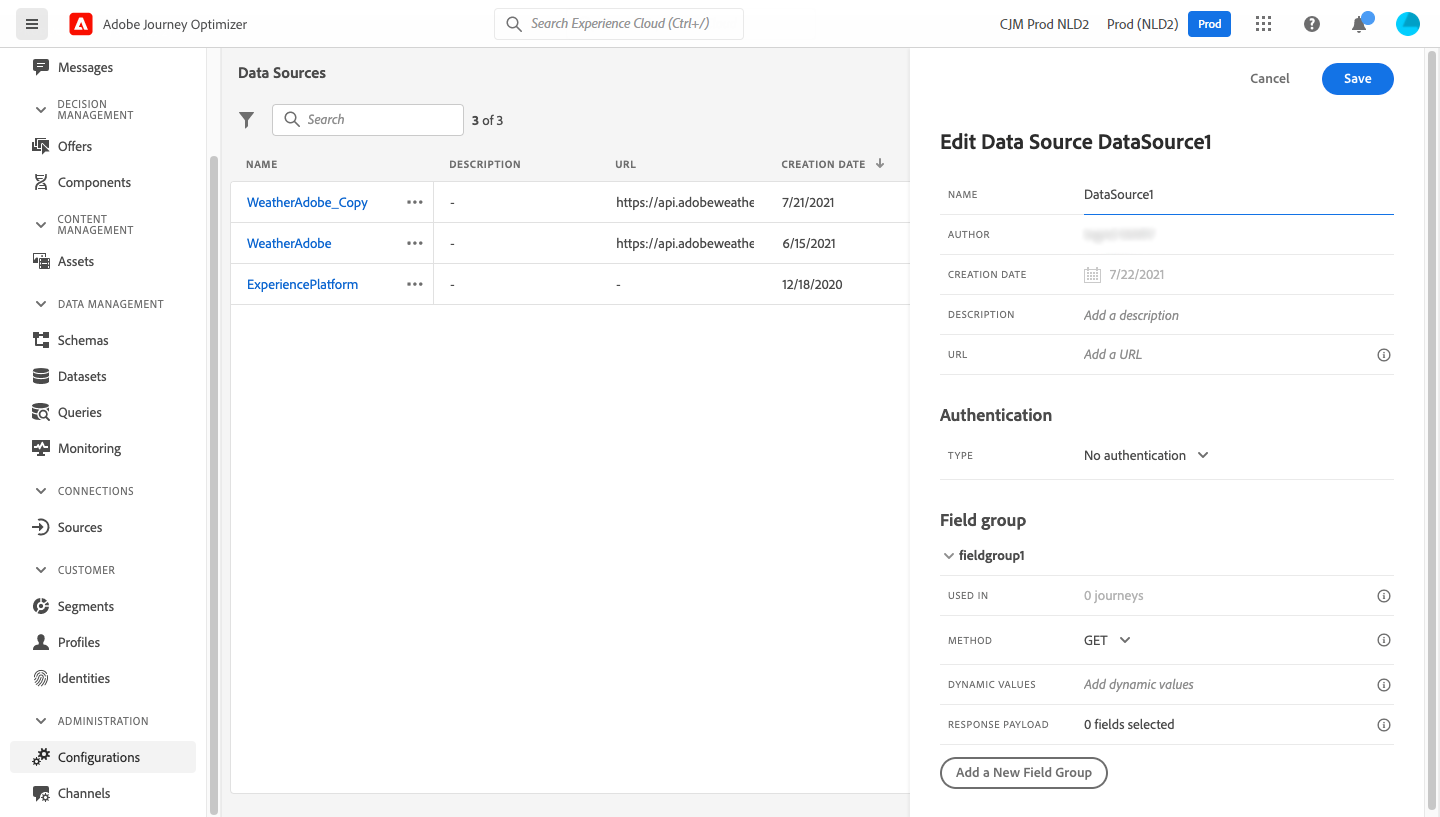 Adobe Journey Optimizer
Search Experience Cloud (Ctrl+/)
CJM Prod NLD2
Prod (NLD2)
Prod
Messages
DECISION
MANAGEMENT
Offers
Components
CONTENT
MANAGEMENT
Assets
DATA MANAGEMENT
Schemas
Datasets
Queries
Monitoring
CONNECTIONS
Sources
CUSTOMER
Segments
Profiles
Identities
ADMINISTRATION
Configurations
Channels
Data Sources
Search
3 of 3
NAME DESCRIPTION URL CREATION DATE
WeatherAdobe_Copy - https://api.adobeweathe 7/21/2021
WeatherAdobe - https://api.adobeweathe 6/15/2021
ExperiencePlatform - - 12/18/2020
Cancel
Save
Edit Data Source DataSource1
NAME DataSource1
AUTHOR
CREATION DATE 7/22/2021
DESCRIPTION Add a description
URL Add a URL
Authentication
TYPE No authentication
Field group
fieldgroup1
USED IN 0 journeys
METHOD GET
DYNAMIC VALUES Add dynamic values
RESPONSE PAYLOAD 0 fields selected
Add a New Field Group